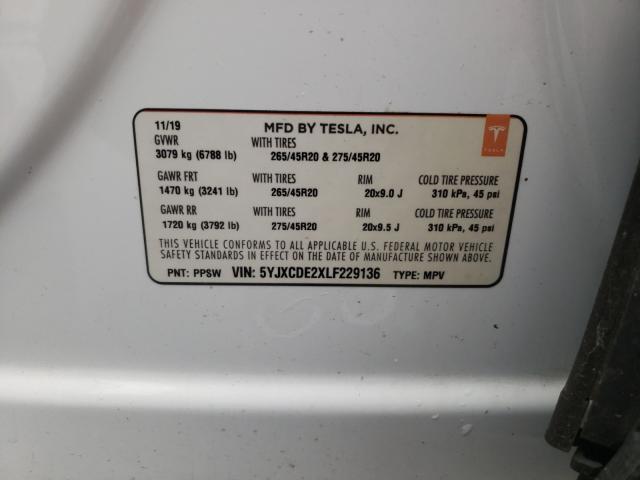 11/19 MFD BY TESLA, INC.
GVWR WITH TIRES
3079 kg (6788 lb) 265/45R20 & 275/45R20
TESLA
GAWR FRT WITH TIRES RIM COLD TIRE PRESSURE
1470 kg (3241 lb) 265/45R20 20x9.0 J 310 kPa, 45 psi
GAWR RR WITH TIRES RIM COLD TIRE PRESSURE
1720 kg (3792 lb) 275/45R20 20x9.5 J 310 kPa, 45 psi
THIS VEHICLE CONFORMS TO ALL APPLICABLE U.S. FEDERAL MOTOR VEHICLE
SAFETY STANDARDS IN EFFECT ON THE DATE OF MANUFACTURE SHOWN ABOVE.
PNT: PPSW VIN: 5YJXCDE2XLF229136 TYPE: MPV